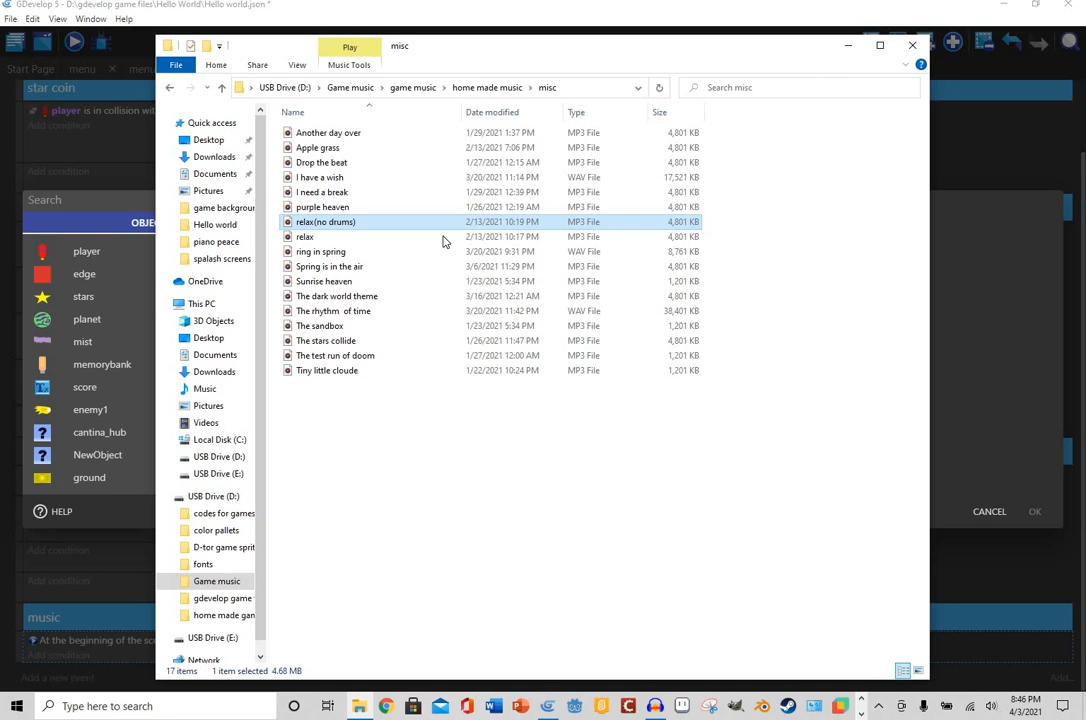 GDevelop 5 - D:\gdevelop game files\Hello World\Hello world.json *
File Edit View Window Help
Start Page menu menu
star coin
player is in collision with
Add condition
Add condition
Search
OBJE
player
edge
stars
planet
mist
memorybank
score
enemy1
cantina_hub
NewObject
ground
HELP
CANCEL OK
Add condition
Add condition
music
At the beginning of the sce
Add condition
Add a new event
Add...
Play misc
File Home Share View Music Tools
USB Drive (D:) Game music game music home made music misc
Search misc
Quick access
Desktop
Downloads
Documents
Pictures
game backgrou
Hello world
piano peace
spalash screens
OneDrive
This PC
3D Objects
Desktop
Documents
Downloads
Music
Pictures
Videos
Local Disk (C:)
USB Drive (D:)
USB Drive (E:)
USB Drive (D:)
codes for games
color pallets
D-tor game sprit
fonts
Game music
gdevelop game
home made gam
USB Drive (E:)
Network
Name Date modified Type Size
Another day over 1/29/2021 1:37 PM MP3 File 4,801 KB
Apple grass 2/13/2021 7:06 PM MP3 File 4,801 KB
Drop the beat 1/27/2021 12:15 AM MP3 File 4,801 KB
I have a wish 3/20/2021 11:14 PM WAV File 17,521 KB
I need a break 1/29/2021 12:39 PM MP3 File 4,801 KB
purple heaven 1/26/2021 12:19 AM MP3 File 4,801 KB
relax(no drums) 2/13/2021 10:19 PM MP3 File 4,801 KB
relax 2/13/2021 10:17 PM MP3 File 4,801 KB
ring in spring 3/20/2021 9:31 PM WAV File 8,761 KB
Spring is in the air 3/6/2021 11:29 PM MP3 File 4,801 KB
Sunrise heaven 1/23/2021 5:34 PM MP3 File 1,201 KB
The dark world theme 3/16/2021 12:21 AM MP3 File 4,801 KB
The rhythm of time 3/20/2021 11:42 PM WAV File 38,401 KB
The sandbox 1/23/2021 5:34 PM MP3 File 1,201 KB
The stars collide 1/26/2021 11:47 PM MP3 File 4,801 KB
The test run of doom 1/27/2021 12:00 AM MP3 File 1,201 KB
Tiny little cloude 1/22/2021 10:24 PM MP3 File 1,201 KB
17 items 1 item selected 4.68 MB
Type here to search
8:46 PM
4/3/2021